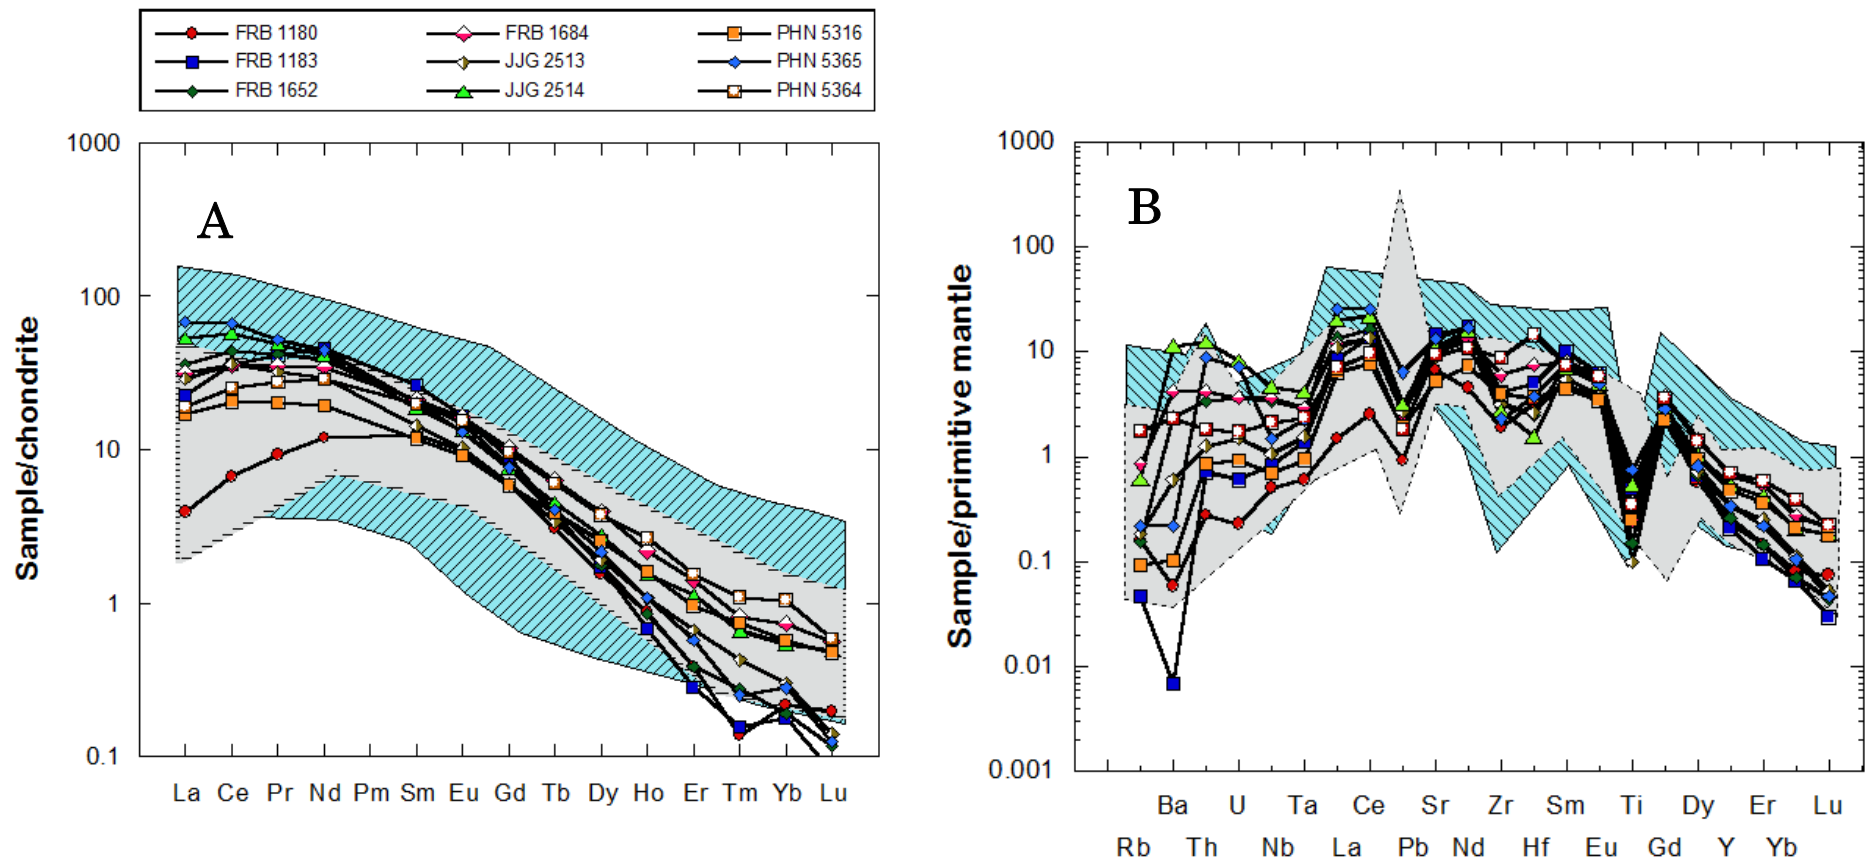 FRB 1180 FRB 1684 PHN 5316
FRB 1183 JJG 2513 PHN 5365
FRB 1652 JJG 2514 PHN 5364
A
Sample/chondrite
1000
100
10
1
0.1
La Ce Pr Nd Pm Sm Eu Gd Tb Dy Ho Er Tm Yb Lu
B
Sample/primitive mantle
1000
100
10
1
0.1
0.01
0.001
Ba U Ta Ce Sr Zr Sm Ti Dy Er Lu
Rb Th Nb La Pb Nd Hf Eu Gd Y Yb